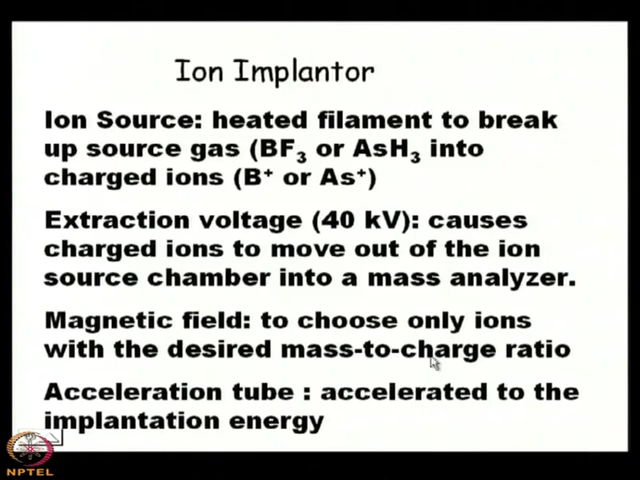 Ion Implantor
Ion Source: heated filament to break
up source gas (BF₃ or AsH₃ into
charged ions (B⁺ or As⁺)
Extraction voltage (40 kV): causes
charged ions to move out of the ion
source chamber into a mass analyzer.
Magnetic field: to choose only ions
with the desired mass-to-charge ratio
Acceleration tube : accelerated to the
implantation energy
NPTEL